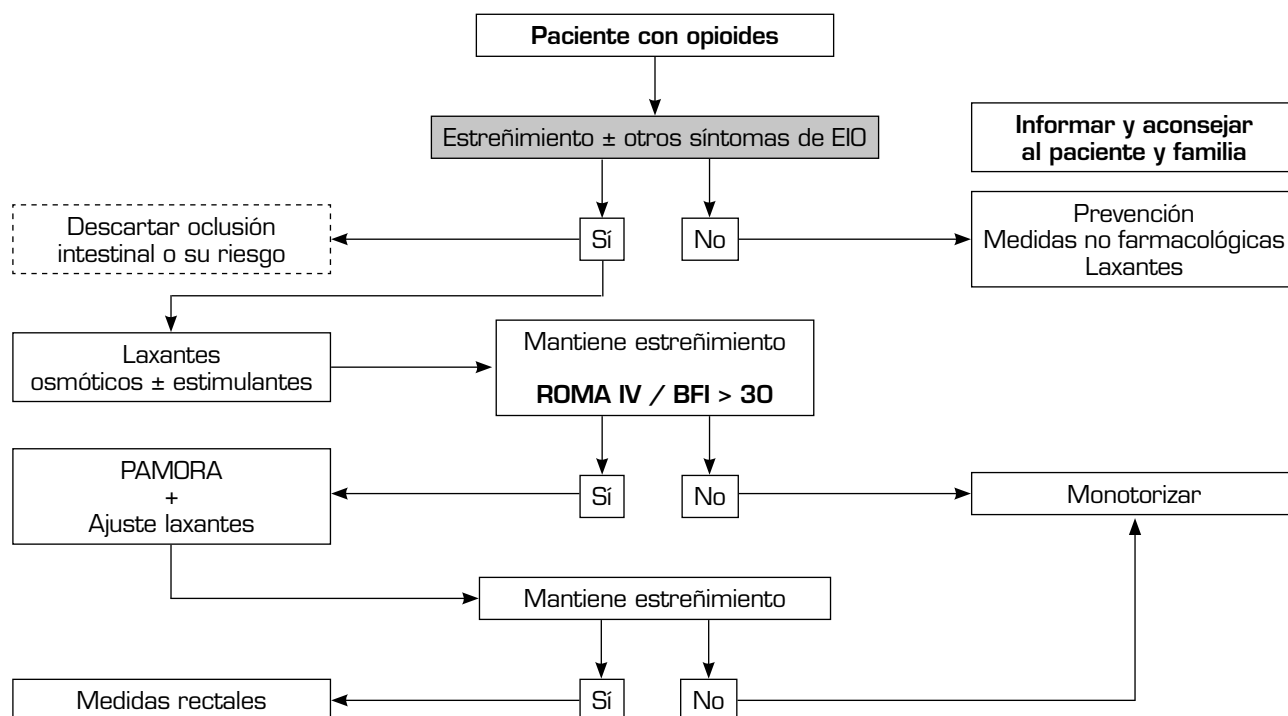 Paciente con opioides
Estreñimiento ± otros síntomas de EIO
Informar y aconsejar
al paciente y familia
Descartar oclusión
intestinal o su riesgo
Sí
No
Prevención
Medidas no farmacológicas
Laxantes
Laxantes
osmóticos ± estimulantes
Mantiene estreñimiento
ROMA IV / BFI > 30
PAMORA
+
Ajuste laxantes
Sí
No
Monotorizar
Mantiene estreñimiento
Medidas rectales
Sí
No